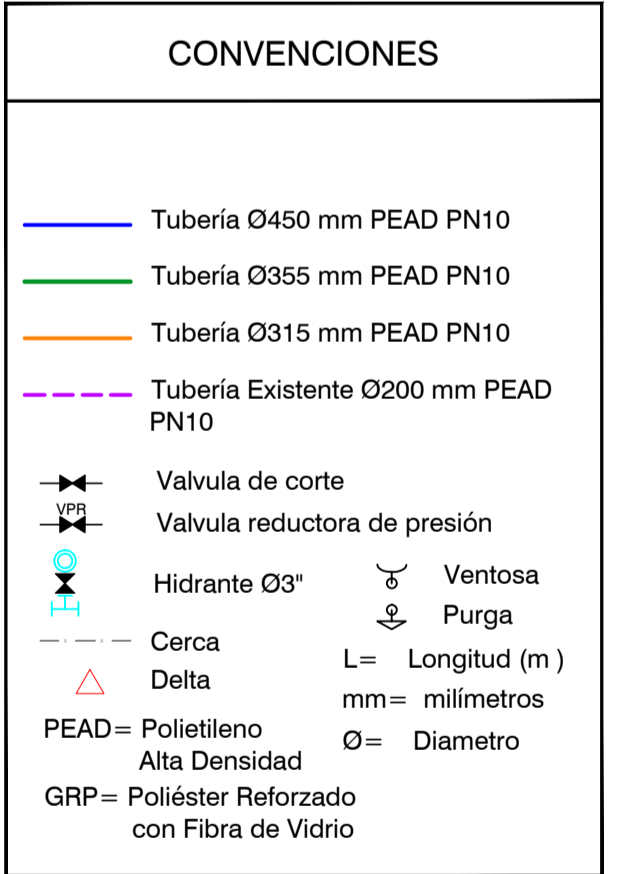 CONVENCIONES
Tubería Ø450 mm PEAD PN10
Tubería Ø355 mm PEAD PN10
Tubería Ø315 mm PEAD PN10
Tubería Existente Ø200 mm PEAD
PN10
Valvula de corte
VPR
Valvula reductora de presión
Hidrante Ø3"
Ventosa
Purga
Cerca
Delta
L= Longitud (m )
mm= milímetros
Ø= Diametro
PEAD= Polietileno
Alta Densidad
GRP= Poliéster Reforzado
con Fibra de Vidrio